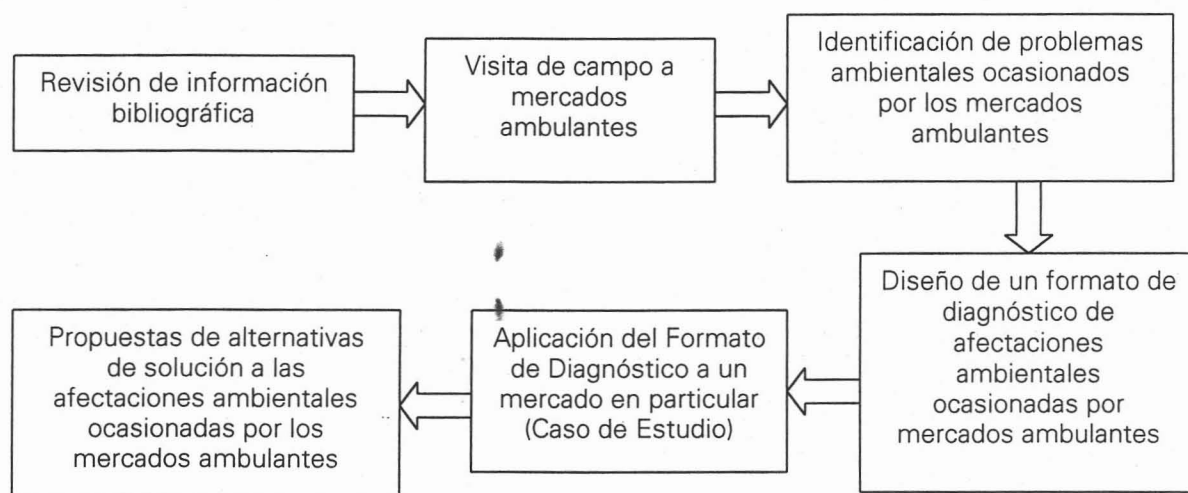 Revisión de información
bibliográfica
Visita de campo a
mercados
ambulantes
Identificación de problemas
ambientales ocasionados
por los mercados
ambulantes
Diseño de un formato de
diagnóstico de
afectaciones
ambientales
ocasionadas por
mercados ambulantes
Aplicación del Formato
de Diagnóstico a un
mercado en particular
(Caso de Estudio)
Propuestas de alternativas
de solución a las
afectaciones ambientales
ocasionadas por los
mercados ambulantes